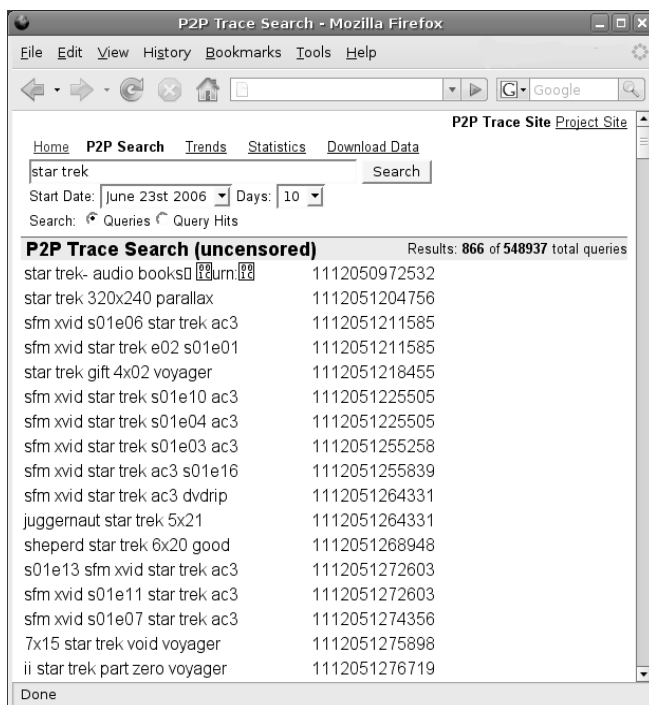 P2P Trace Search - Mozilla Firefox
File Edit View History Bookmarks Tools Help
G Google
P2P Trace Site Project Site
Home P2P Search Trends Statistics Download Data
star trek Search
Start Date: June 23st 2006 Days: 10
Search: Queries Query Hits
P2P Trace Search (uncensored) Results: 866 of 548937 total queries
star trek- audio books urn: 1112050972532
star trek 320x240 parallax 1112051204756
sfm xvid s01e06 star trek ac3 1112051211585
sfm xvid star trek e02 s01e01 1112051211585
star trek gift 4x02 voyager 1112051218455
sfm xvid star trek s01e10 ac3 1112051225505
sfm xvid star trek s01e04 ac3 1112051225505
sfm xvid star trek s01e03 ac3 1112051255258
sfm xvid star trek ac3 s01e16 1112051255839
sfm xvid star trek ac3 dvdrip 1112051264331
juggernaut star trek 5x21 1112051264331
sheperd star trek 6x20 good 1112051268948
s01e13 sfm xvid star trek ac3 1112051272603
sfm xvid s01e11 star trek ac3 1112051272603
sfm xvid s01e07 star trek ac3 1112051274356
7x15 star trek void voyager 1112051275898
ii star trek part zero voyager 1112051276719
Done